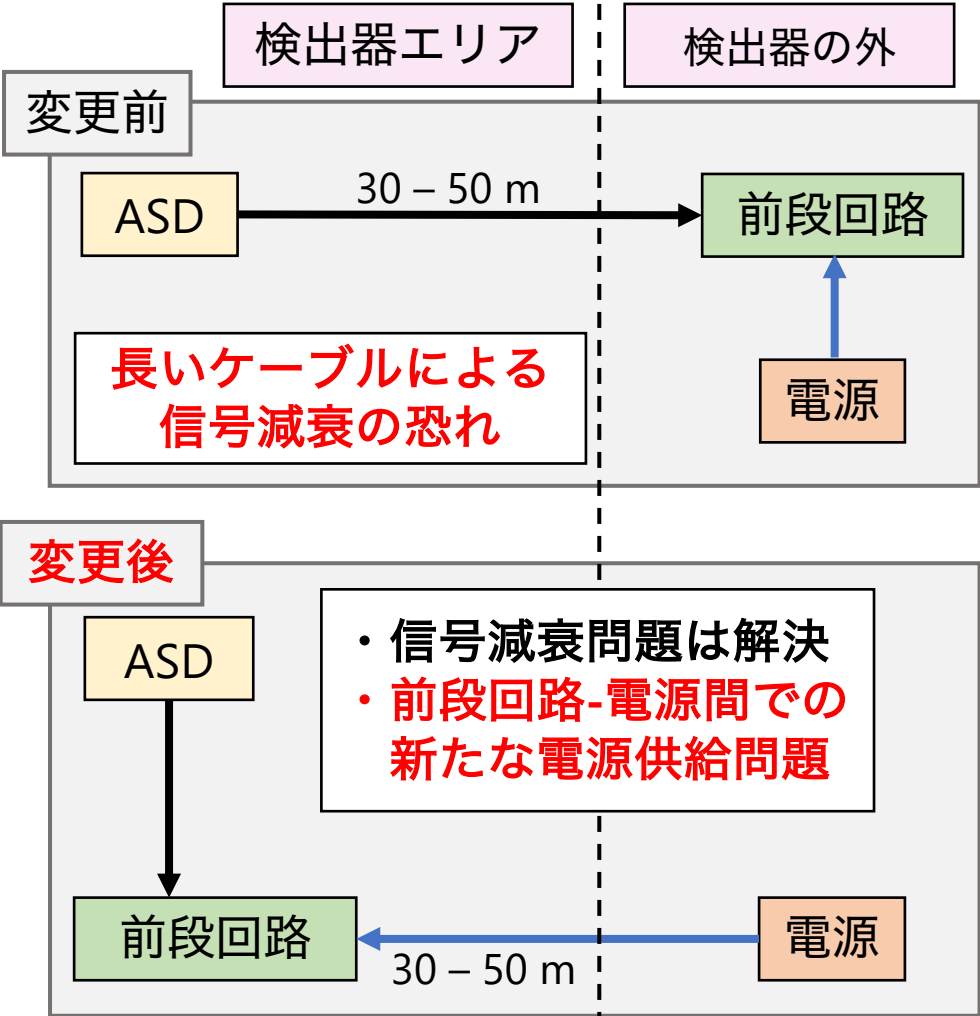 検出器エリア
検出器の外
変更前
ASD
30 – 50 m
前段回路
長いケーブルによる
信号減衰の恐れ
電源
変更後
ASD
・信号減衰問題は解決
・前段回路-電源間での
新たな電源供給問題
前段回路
30 – 50 m
電源